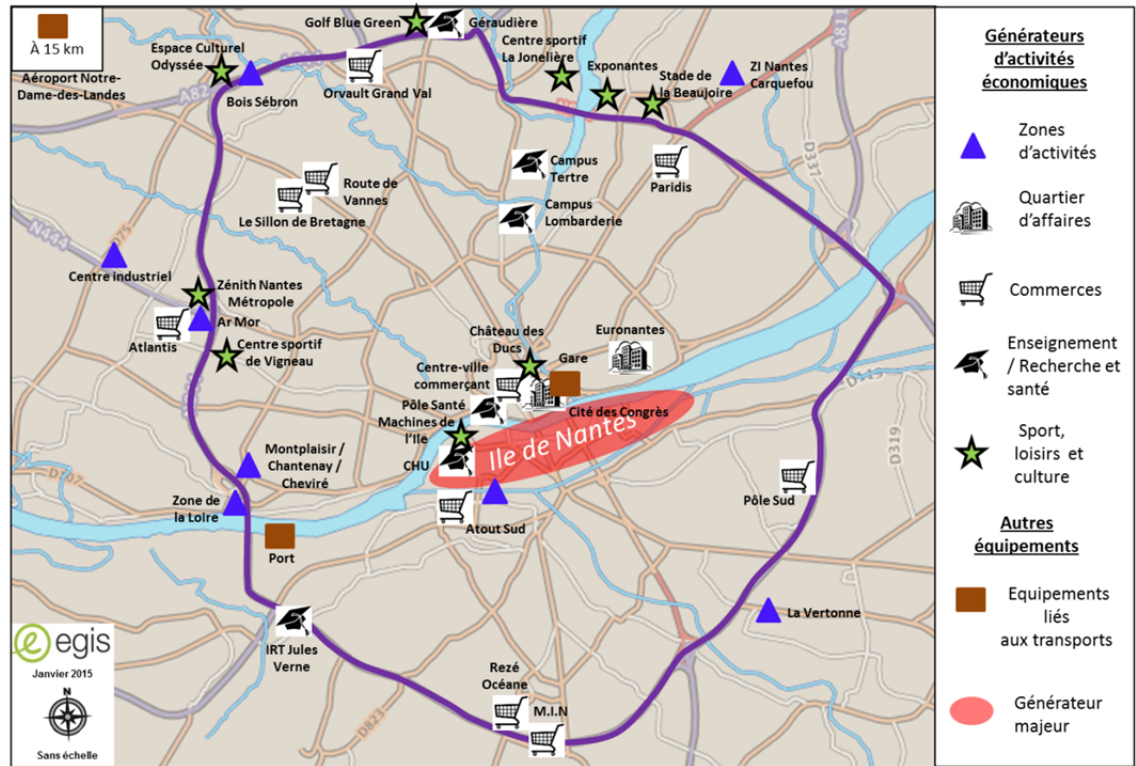 À 15 km
Aéroport Notre-
Dame-des-Landes
Espace Culturel
Odyssée
A82
Bois Sébron
Golf Blue Green
Géraudière
Orvault Grand Val
Centre sportif
La Jonelière
Exponantes
Stade de
la Beaujoire
ZI Nantes
Carquefou
A811
D337
Campus
Tertre
Paridis
Route de
Vannes
Le Sillon de Bretagne
Campus
Lombarderie
N444
Centre industriel
Zénith Nantes
Métropole
Ar Mor
Atlantis
Centre sportif
de Vigneau
Château des
Ducs
Euronantes
Gare
Centre-ville
commerçant
Pôle Santé
Cité des Congrès
Machines de
l'Ile
Ile de Nantes
CHU
D319
Montplaisir /
Chantenay /
Cheviré
Zone de
la Loire
Port
Atout Sud
Pôle Sud
La Vertonne
IRT Jules
Verne
Rezé
Océane
M.I.N
D823
egis
Janvier 2015
N
Sans échelle
Générateurs
d'activités
économiques
Zones
d'activités
Quartier
d'affaires
Commerces
Enseignement
/ Recherche et
santé
Sport,
loisirs et
culture
Autres
équipements
Equipements
liés
aux transports
Générateur
majeur